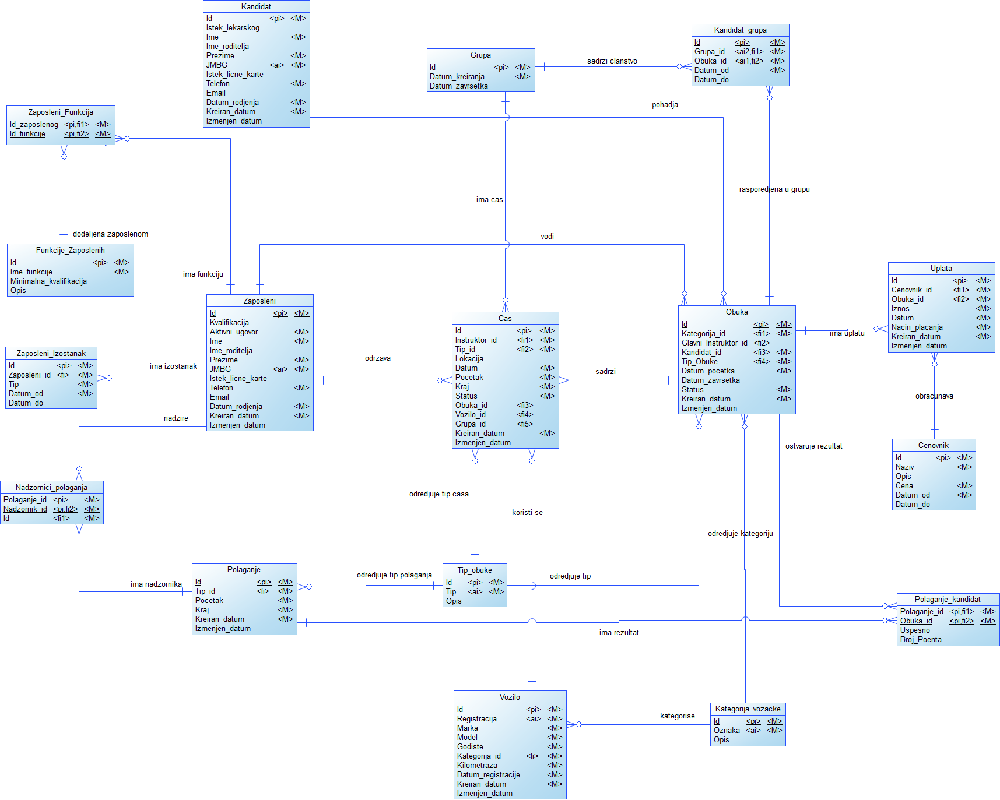 Kandidat
Id <pi> <M>
Istek_lekarskog
Ime <M>
Ime_roditelja
Prezime <M>
JMBG <ai> <M>
Istek_licne_karte
Telefon <M>
Email
Datum_rodjenja <M>
Kreiran_datum <M>
Izmenjen_datum
Grupa
Id <pi> <M>
Datum_kreiranja <M>
Datum_zavrsetka
sadrzi clanstvo
Kandidat_grupa
Id <pi> <M>
Grupa_id <ai2,fi1> <M>
Obuka_id <ai1,fi2> <M>
Datum_od <M>
Datum_do
pohadja
Zaposleni_Funkcija
Id_zaposlenog <pi,fi1> <M>
Id_funkcije <pi,fi2> <M>
rasporedjena u grupu
ima cas
dodeljena zaposlenom
vodi
Funkcije_Zaposlenih
Id <pi> <M>
Ime_funkcije <M>
Minimalna_kvalifikacija
Opis
ima funkciju
Zaposleni
Id <pi> <M>
Kvalifikacija
Aktivni_ugovor <M>
Ime <M>
Ime_roditelja
Prezime <M>
JMBG <ai> <M>
Istek_licne_karte
Telefon <M>
Email
Datum_rodjenja <M>
Kreiran_datum <M>
Izmenjen_datum
Cas
Id <pi> <M>
Instruktor_id <fi1> <M>
Tip_id <fi2> <M>
Lokacija
Datum <M>
Pocetak <M>
Kraj <M>
Status <M>
Obuka_id <fi3>
Vozilo_id <fi4>
Grupa_id <fi5>
Kreiran_datum <M>
Izmenjen_datum
Obuka
Id <pi> <M>
Kategorija_id <fi1> <M>
Glavni_Instruktor_id <fi2>
Kandidat_id <fi3> <M>
Tip_Obuke <fi4> <M>
Datum_pocetka <M>
Datum_zavrsetka
Status <M>
Kreiran_datum <M>
Izmenjen_datum
Uplata
Id <pi> <M>
Cenovnik_id <fi1> <M>
Obuka_id <fi2> <M>
Iznos <M>
Datum <M>
Nacin_placanja <M>
Kreiran_datum <M>
Izmenjen_datum
ima uplatu
Zaposleni_Izostanak
Id <pi> <M>
Zaposleni_id <fi> <M>
Tip <M>
Datum_od <M>
Datum_do
ima izostanak
odrzava
sadrzi
obracunava
nadzire
ostvaruje rezultat
Cenovnik
Id <pi> <M>
Naziv <M>
Opis
Cena <M>
Datum_od <M>
Datum_do
Nadzornici_polaganja
Polaganje_id <pi> <M>
Nadzornik_id <pi,fi2> <M>
Id <fi1> <M>
odredjuje tip casa
koristi se
odredjuje kategoriju
Polaganje
Id <pi> <M>
Tip_id <fi> <M>
Pocetak <M>
Kraj <M>
Kreiran_datum <M>
Izmenjen_datum
ima nadzornika
odredjuje tip polaganja
Tip_obuke
Id <pi> <M>
Tip <ai> <M>
Opis
odredjuje tip
Polaganje_kandidat
Polaganje_id <pi,fi1> <M>
Obuka_id <pi,fi2> <M>
Uspesno
Broj_Poenta
ima rezultat
Vozilo
Id <pi> <M>
Registracija <ai> <M>
Marka <M>
Model <M>
Godiste <M>
Kategorija_id <fi> <M>
Kilometraza <M>
Datum_registracije <M>
Kreiran_datum <M>
Izmenjen_datum
kategorise
Kategorija_vozacke
Id <pi> <M>
Oznaka <ai> <M>
Opis